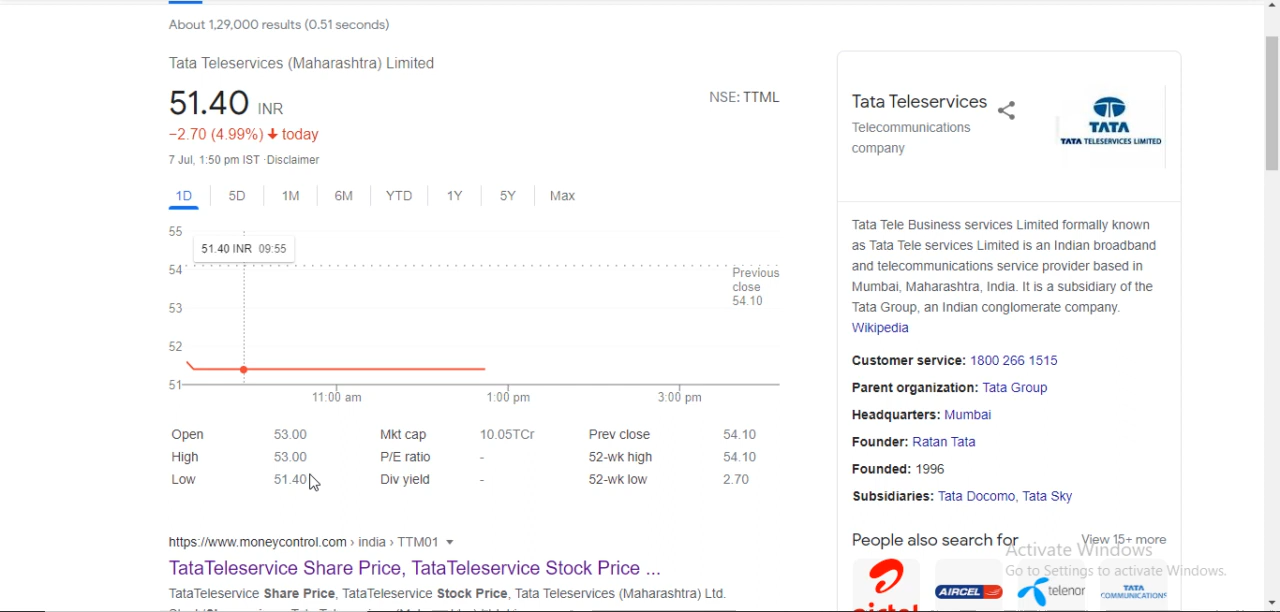 About 1,29,000 results (0.51 seconds)
Tata Teleservices (Maharashtra) Limited
51.40 INR
NSE: TTML
−2.70 (4.99%) today
7 Jul, 1:50 pm IST ·Disclaimer
1D 5D 1M 6M YTD 1Y 5Y Max
55
51.40 INR 09:55
54
Previous
close
54.10
53
52
51
11:00 am 1:00 pm 3:00 pm
Open 53.00 Mkt cap 10.05TCr Prev close 54.10
High 53.00 P/E ratio - 52-wk high 54.10
Low 51.40 Div yield - 52-wk low 2.70
https://www.moneycontrol.com › india › TTM01
TataTeleservice Share Price, TataTeleservice Stock Price ...
TataTeleservice Share Price, TataTeleservice Stock Price, Tata Teleservices (Maharashtra) Ltd.
Tata Teleservices
Telecommunications
company
TATA
TATA TELESERVICES LIMITED
Tata Tele Business services Limited formally known
as Tata Tele services Limited is an Indian broadband
and telecommunications service provider based in
Mumbai, Maharashtra, India. It is a subsidiary of the
Tata Group, an Indian conglomerate company.
Wikipedia
Customer service: 1800 266 1515
Parent organization: Tata Group
Headquarters: Mumbai
Founder: Ratan Tata
Founded: 1996
Subsidiaries: Tata Docomo, Tata Sky
People also search for
View 15+ more
Activate Windows
Go to Settings to activate Windows.
airtel
AIRCEL
telenor
TATA
COMMUNICATIONS